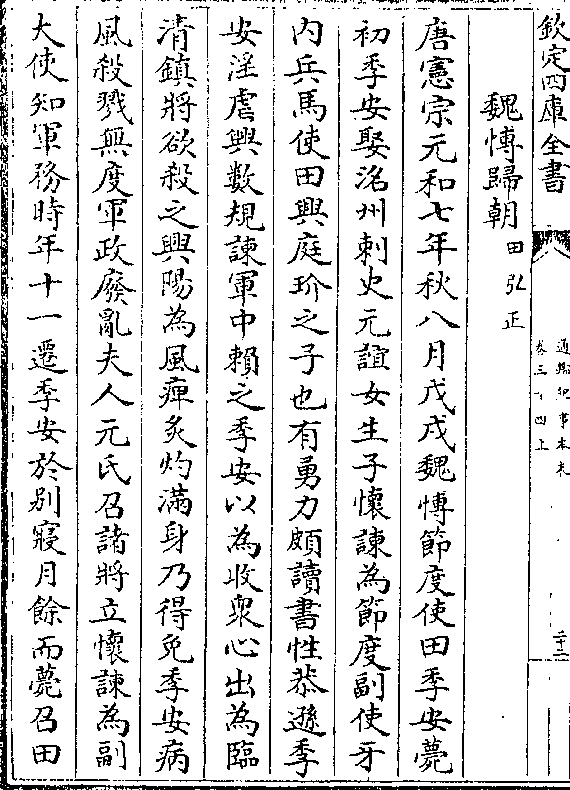 欽定四庫全書
通鑑紀事本末
卷三十四上
魏博歸朝田弘正
唐憲宗元和七年秋八月戊戌魏博節度使田季安薨
初季安娶洺州刺史元誼女生子懷諫為節度副使牙
内兵馬使田興庭玠之子也有勇力頗讀書性恭遜季
安淫虐興數規諫軍中賴之季安以為收衆心出為臨
清鎮將欲殺之興陽為風痺灸灼滿身乃得免季安病
風殺戮無度軍政廢亂夫人元氏召諸將立懷諫為副
大使知軍務時年十一遷季安於别寢月餘而薨召田